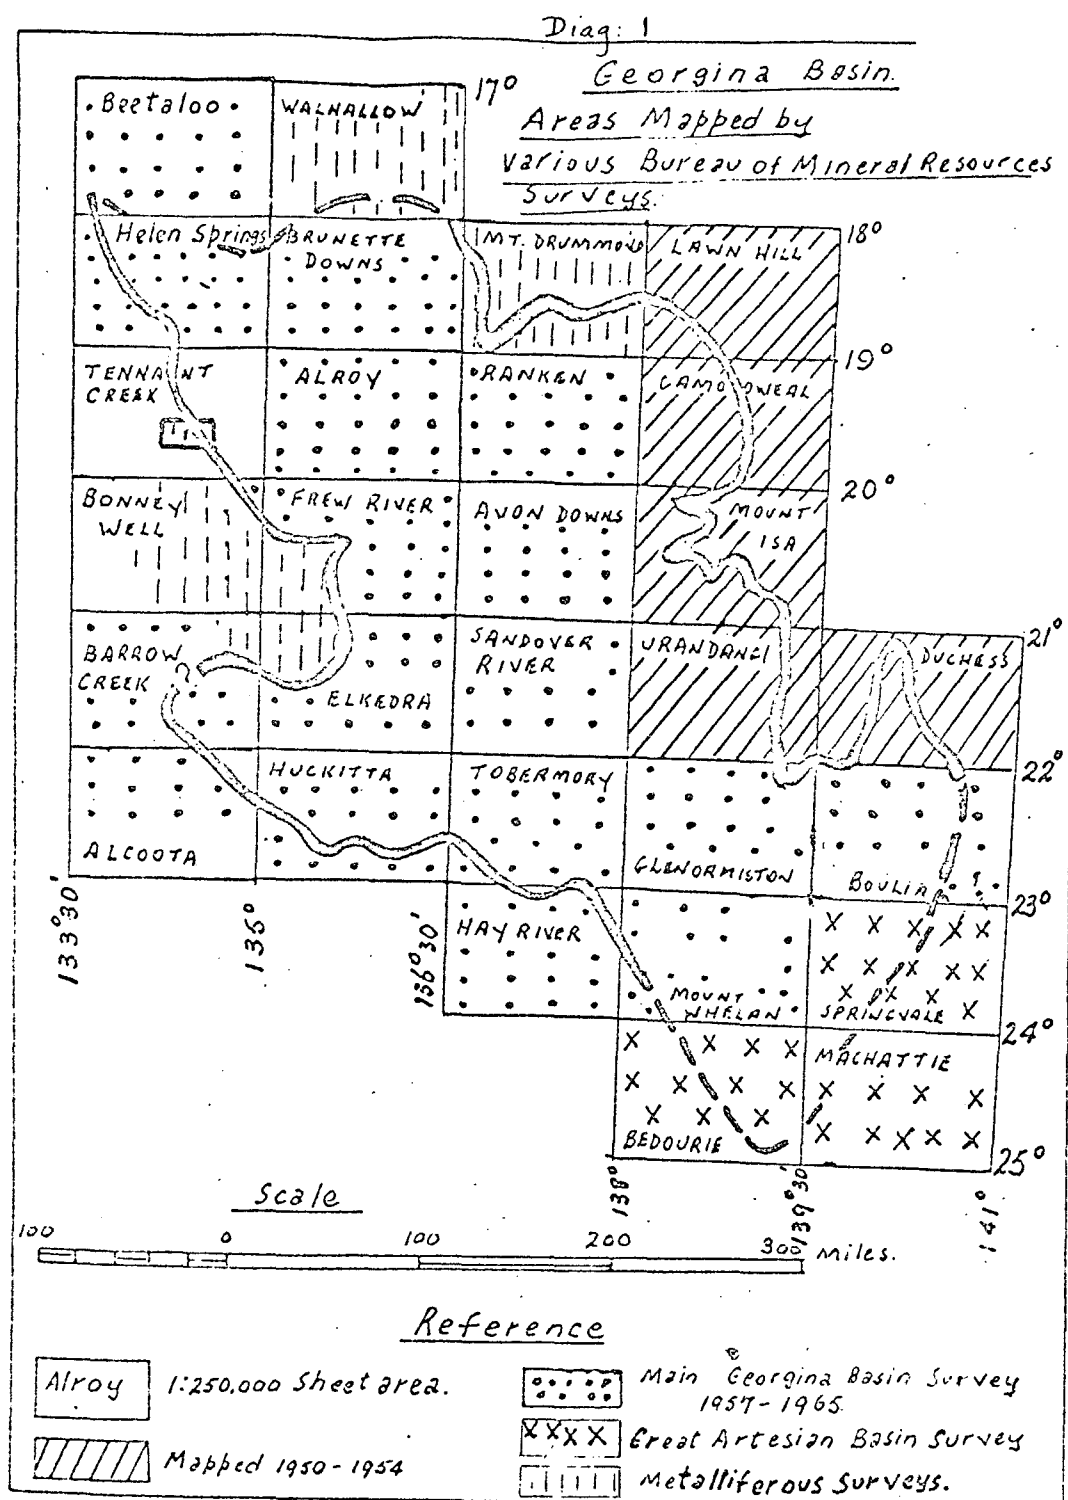 Diag: 1
Georgina Basin.
Areas Mapped by
Various Bureau of Mineral Resources
Surveys.
Beetaloo
WALHALLOW
17°
Helen Springs
BRUNETTE
DOWNS
MT. DRUMMOND
LAWN HILL
18°
TENNANT
CREEK
ALROY
RANKEN
CAMOOWEAL
19°
BONNEY
WELL
FREW RIVER
AVON DOWNS
MOUNT
ISA
20°
BARROW
CREEK
?
ELKEDRA
SANDOVER
RIVER
URANDANGI
DUCHESS
21°
ALCOOTA
HUCKITTA
TOBERMORY
GLENORMISTON
BOULIA
?
22°
HAY RIVER
MOUNT
WHELAN
SPRINGVALE
23°
BEDOURIE
MACHATTIE
24°
25°
133°30'
135°
136°30'
138°
139°30'
141°
Scale
100 0 100 200 300 Miles.
Reference
Alroy 1:250,000 Sheet area.
Mapped 1950-1954
Main Georgina Basin Survey
1957-1965.
Great Artesian Basin Survey
Metalliferous Surveys.